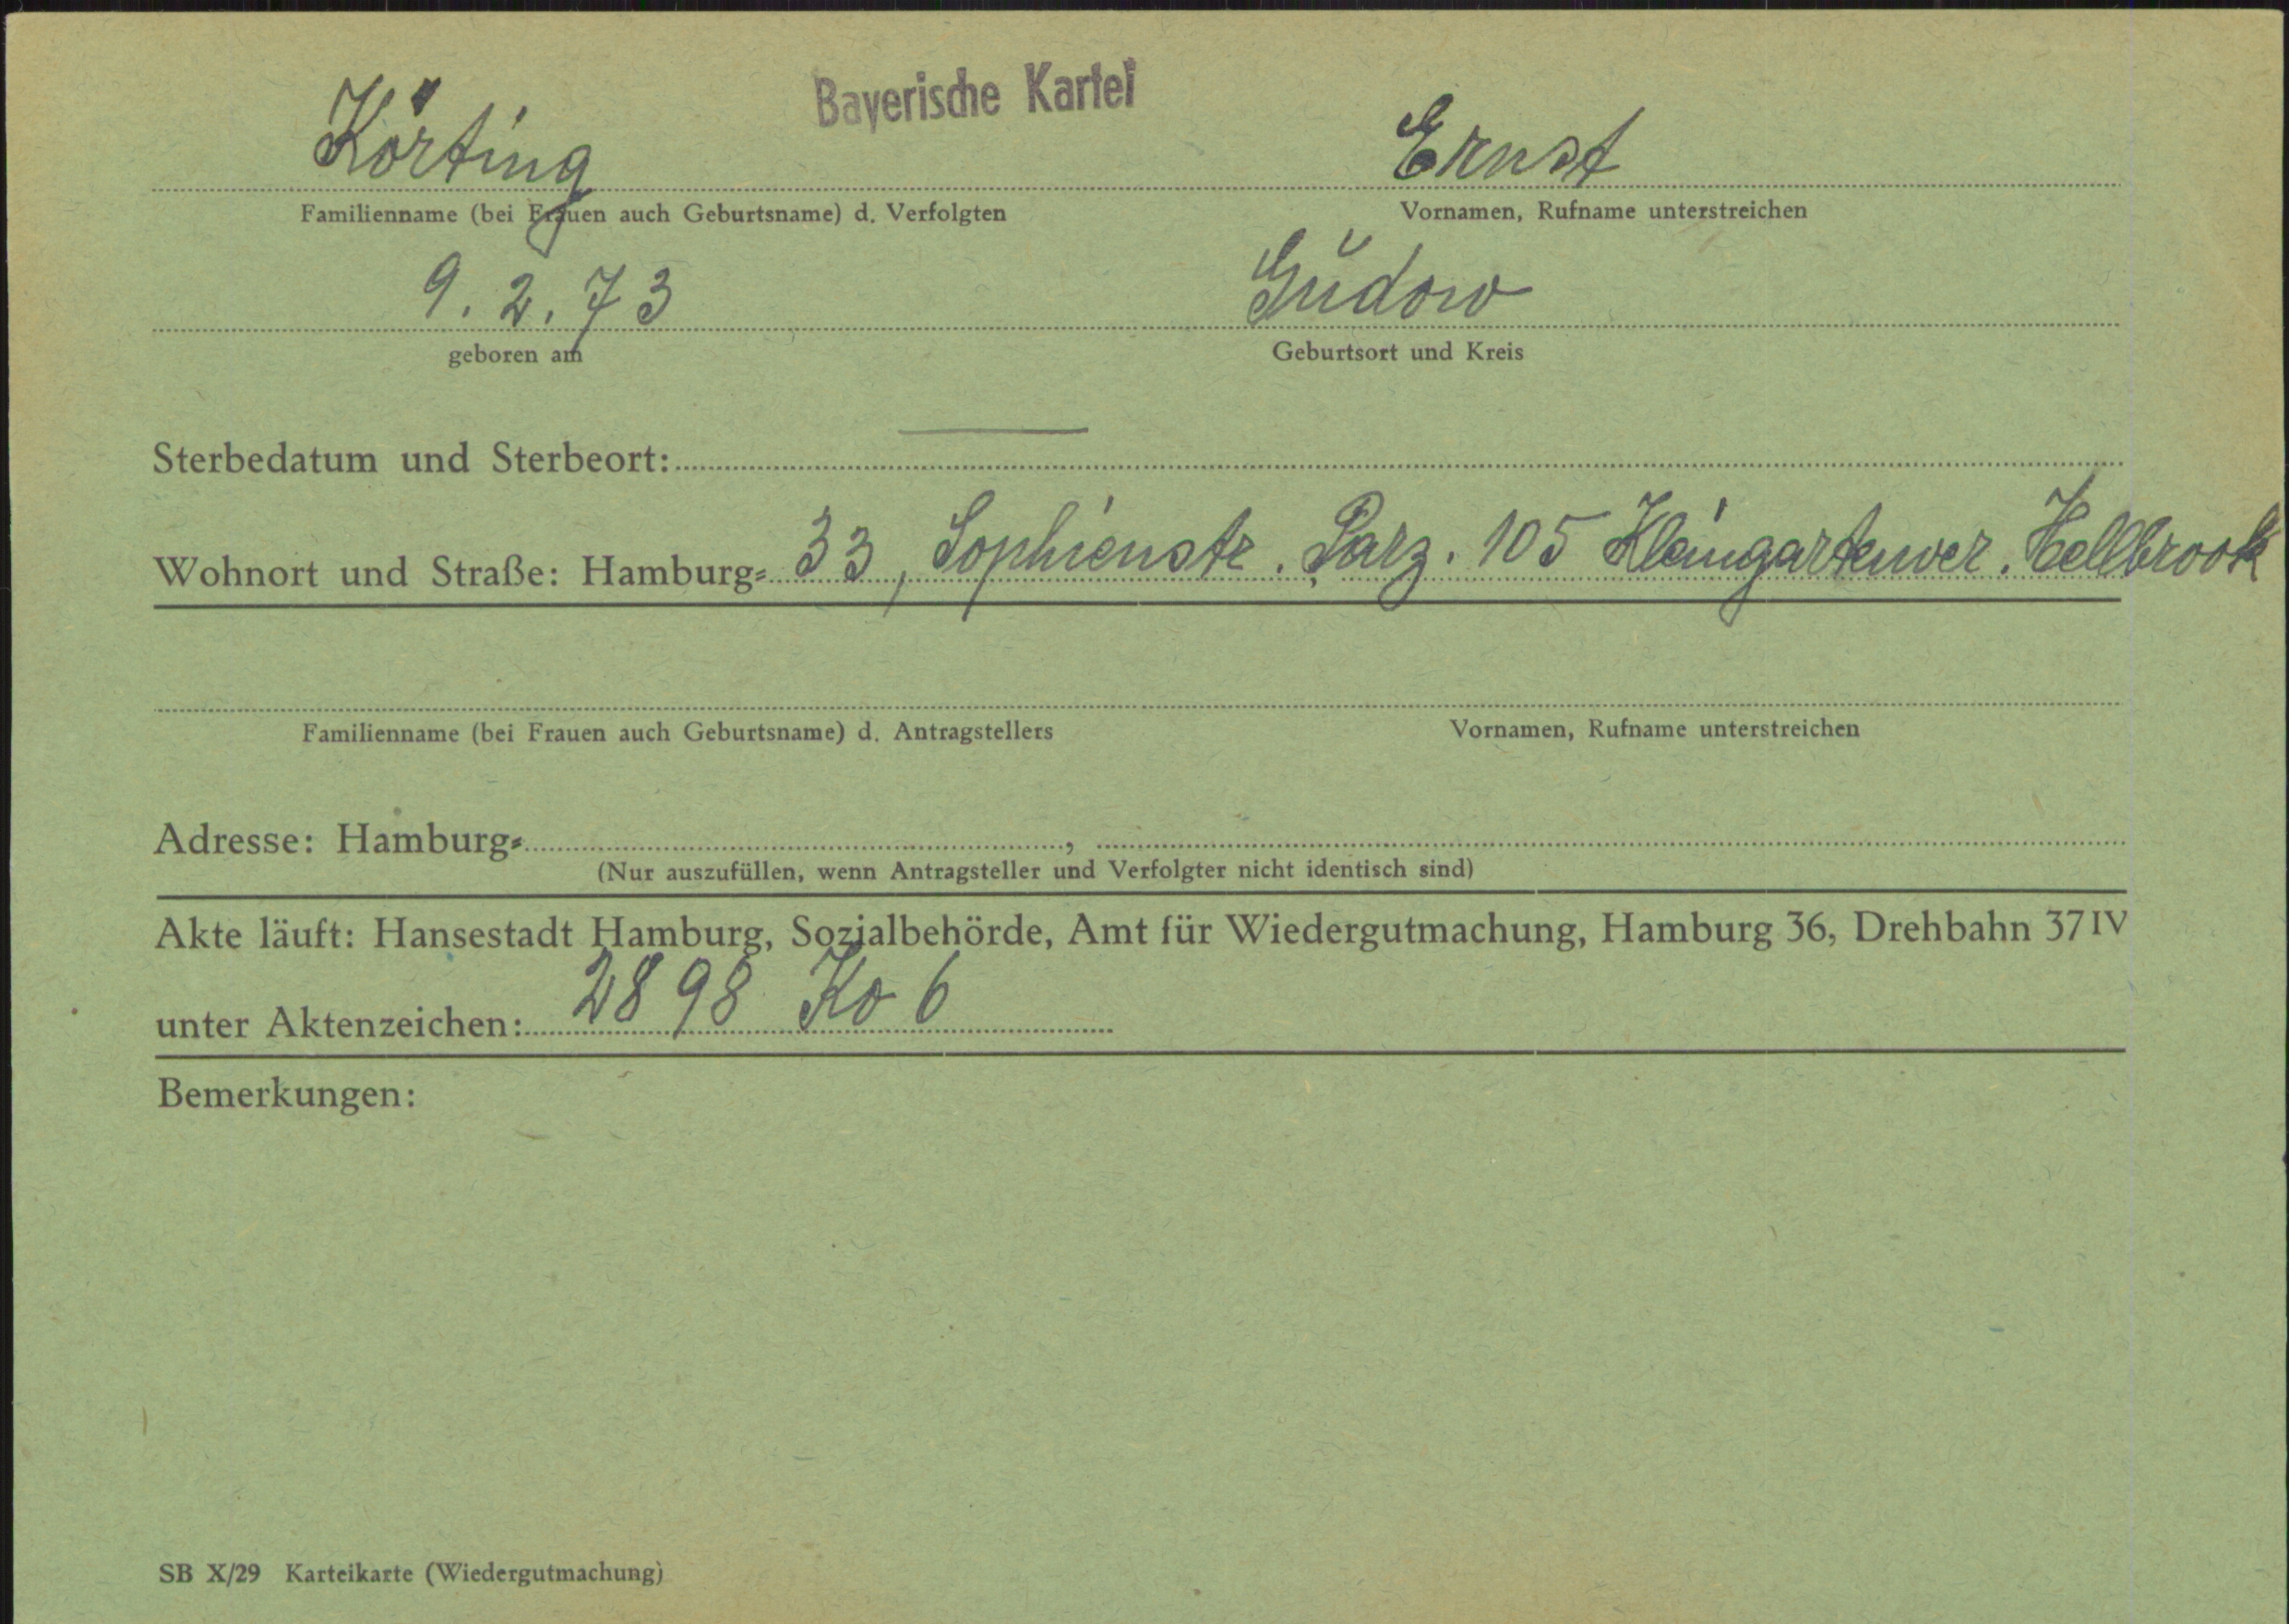 Bayerische Kartei
Körting Ernst
Familienname (bei Frauen auch Geburtsname) d. Verfolgten Vornamen, Rufname unterstreichen
9. 2. 73 Güdow
geboren am Geburtsort und Kreis
Sterbedatum und Sterbeort:
Wohnort und Straße: Hamburg= 33, Sophienstr. Parz. 105 Kleingartenver. Hellbrook
Familienname (bei Frauen auch Geburtsname) d. Antragstellers Vornamen, Rufname unterstreichen
Adresse: Hamburg= ,
(Nur auszufüllen, wenn Antragsteller und Verfolgter nicht identisch sind)
Akte läuft: Hansestadt Hamburg, Sozialbehörde, Amt für Wiedergutmachung, Hamburg 36, Drehbahn 37 IV
unter Aktenzeichen: 2898 Ko 6
Bemerkungen:
SB X/29 Karteikarte (Wiedergutmachung)